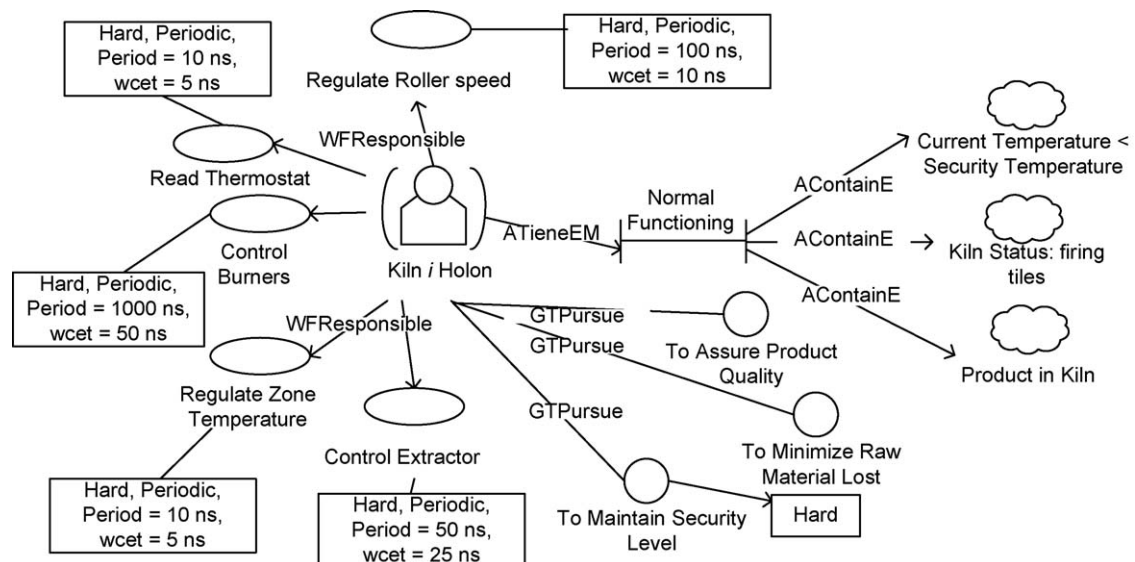 Hard, Periodic,
Period = 10 ns,
wcet = 5 ns
Hard, Periodic,
Period = 100 ns,
wcet = 10 ns
Regulate Roller speed
WFResponsible
Read Thermostat
Control
Burners
Hard, Periodic,
Period = 1000 ns,
wcet = 50 ns
Kiln i Holon
ATieneEM
Normal
Functioning
AContainE
Current Temperature <
Security Temperature
AContainE
Kiln Status: firing
tiles
AContainE
Product in Kiln
WFResponsible
Regulate Zone
Temperature
Hard, Periodic,
Period = 10 ns,
wcet = 5 ns
Control Extractor
Hard, Periodic,
Period = 50 ns,
wcet = 25 ns
GTPursue
To Assure Product
Quality
GTPursue
To Minimize Raw
Material Lost
GTPursue
To Maintain Security
Level
Hard